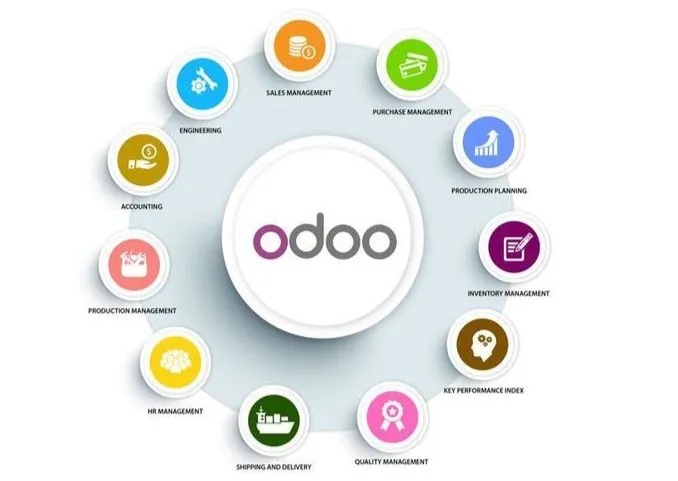 SALES MANAGEMENT
PURCHASE MANAGEMENT
ENGINEERING
PRODUCTION PLANNING
ACCOUNTING
odoo
INVENTORY MANAGEMENT
PRODUCTION MANAGEMENT
KEY PERFORMANCE INDEX
HR MANAGEMENT
QUALITY MANAGEMENT
SHIPPING AND DELIVERY